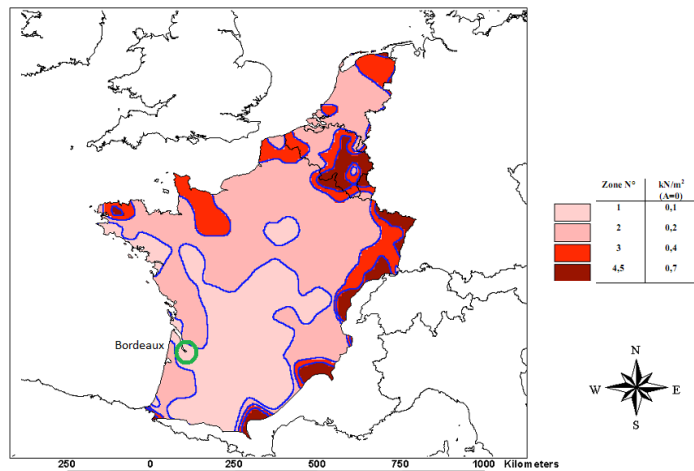 Zone N° kN/m²
(A=0)
1 0,1
2 0,2
3 0,4
4,5 0,7
Bordeaux
N
W E
S
250 0 250 500 750 1000 Kilometers